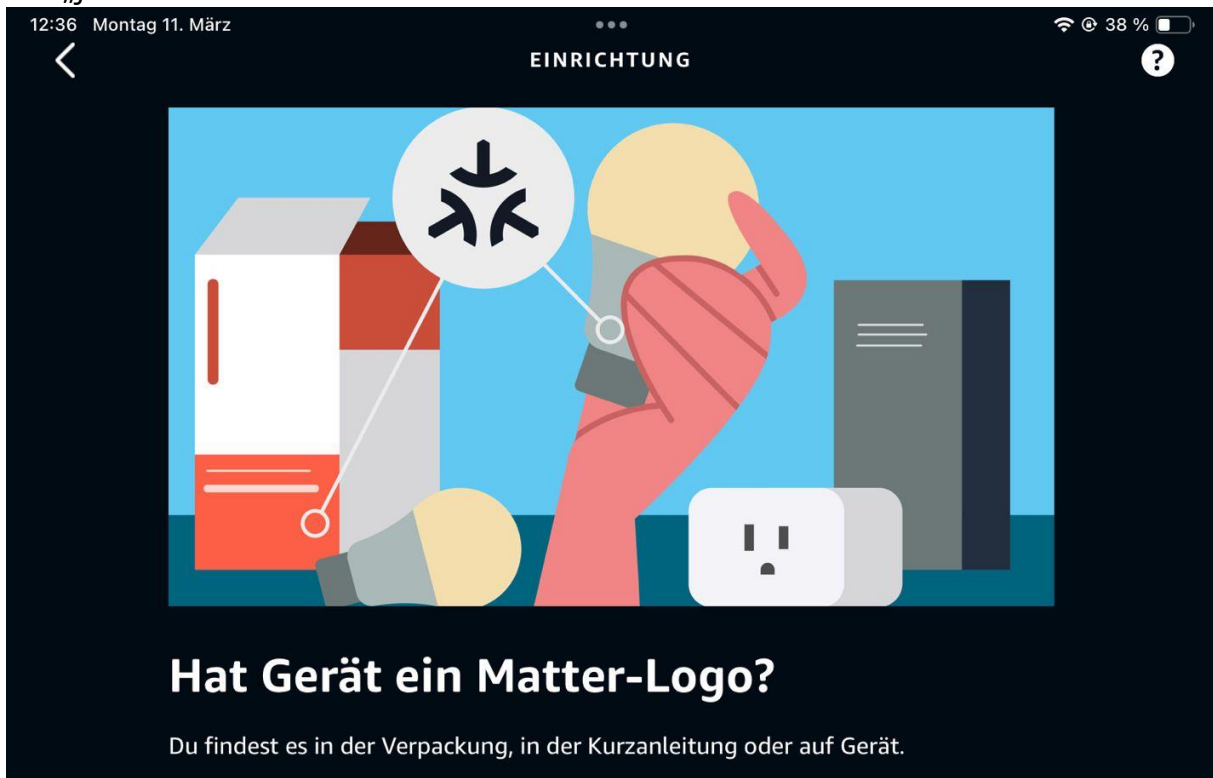 12:36 Montag 11. März 38 %
EINRICHTUNG
?
Hat Gerät ein Matter-Logo?
Du findest es in der Verpackung, in der Kurzanleitung oder auf Gerät.